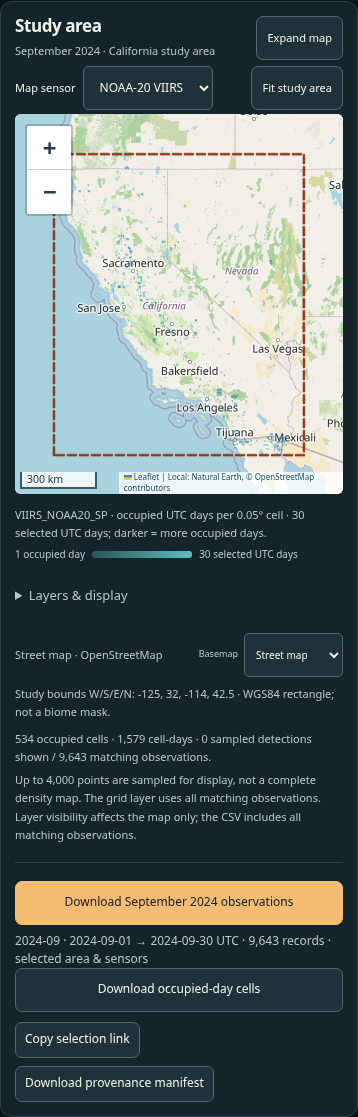 Study area
September 2024 · California study area
Expand map
Map sensor
NOAA-20 VIIRS
Fit study area
+
−
Sacramento
Nevada
San Jose
California
Fresno
Las Vegas
Bakersfield
Los Angeles
Tijuana
Mexicali
300 km
Leaflet | Local: Natural Earth, © OpenStreetMap
contributors
VIIRS_NOAA20_SP · occupied UTC days per 0.05° cell · 30
selected UTC days; darker = more occupied days.
1 occupied day
30 selected UTC days
Layers & display
Street map · OpenStreetMap
Basemap
Street map
Study bounds W/S/E/N: -125, 32, -114, 42.5 · WGS84 rectangle;
not a biome mask.
534 occupied cells · 1,579 cell-days · 0 sampled detections
shown / 9,643 matching observations.
Up to 4,000 points are sampled for display, not a complete
density map. The grid layer uses all matching observations.
Layer visibility affects the map only; the CSV includes all
matching observations.
Download September 2024 observations
2024-09 · 2024-09-01 → 2024-09-30 UTC · 9,643 records ·
selected area & sensors
Download occupied-day cells
Copy selection link
Download provenance manifest